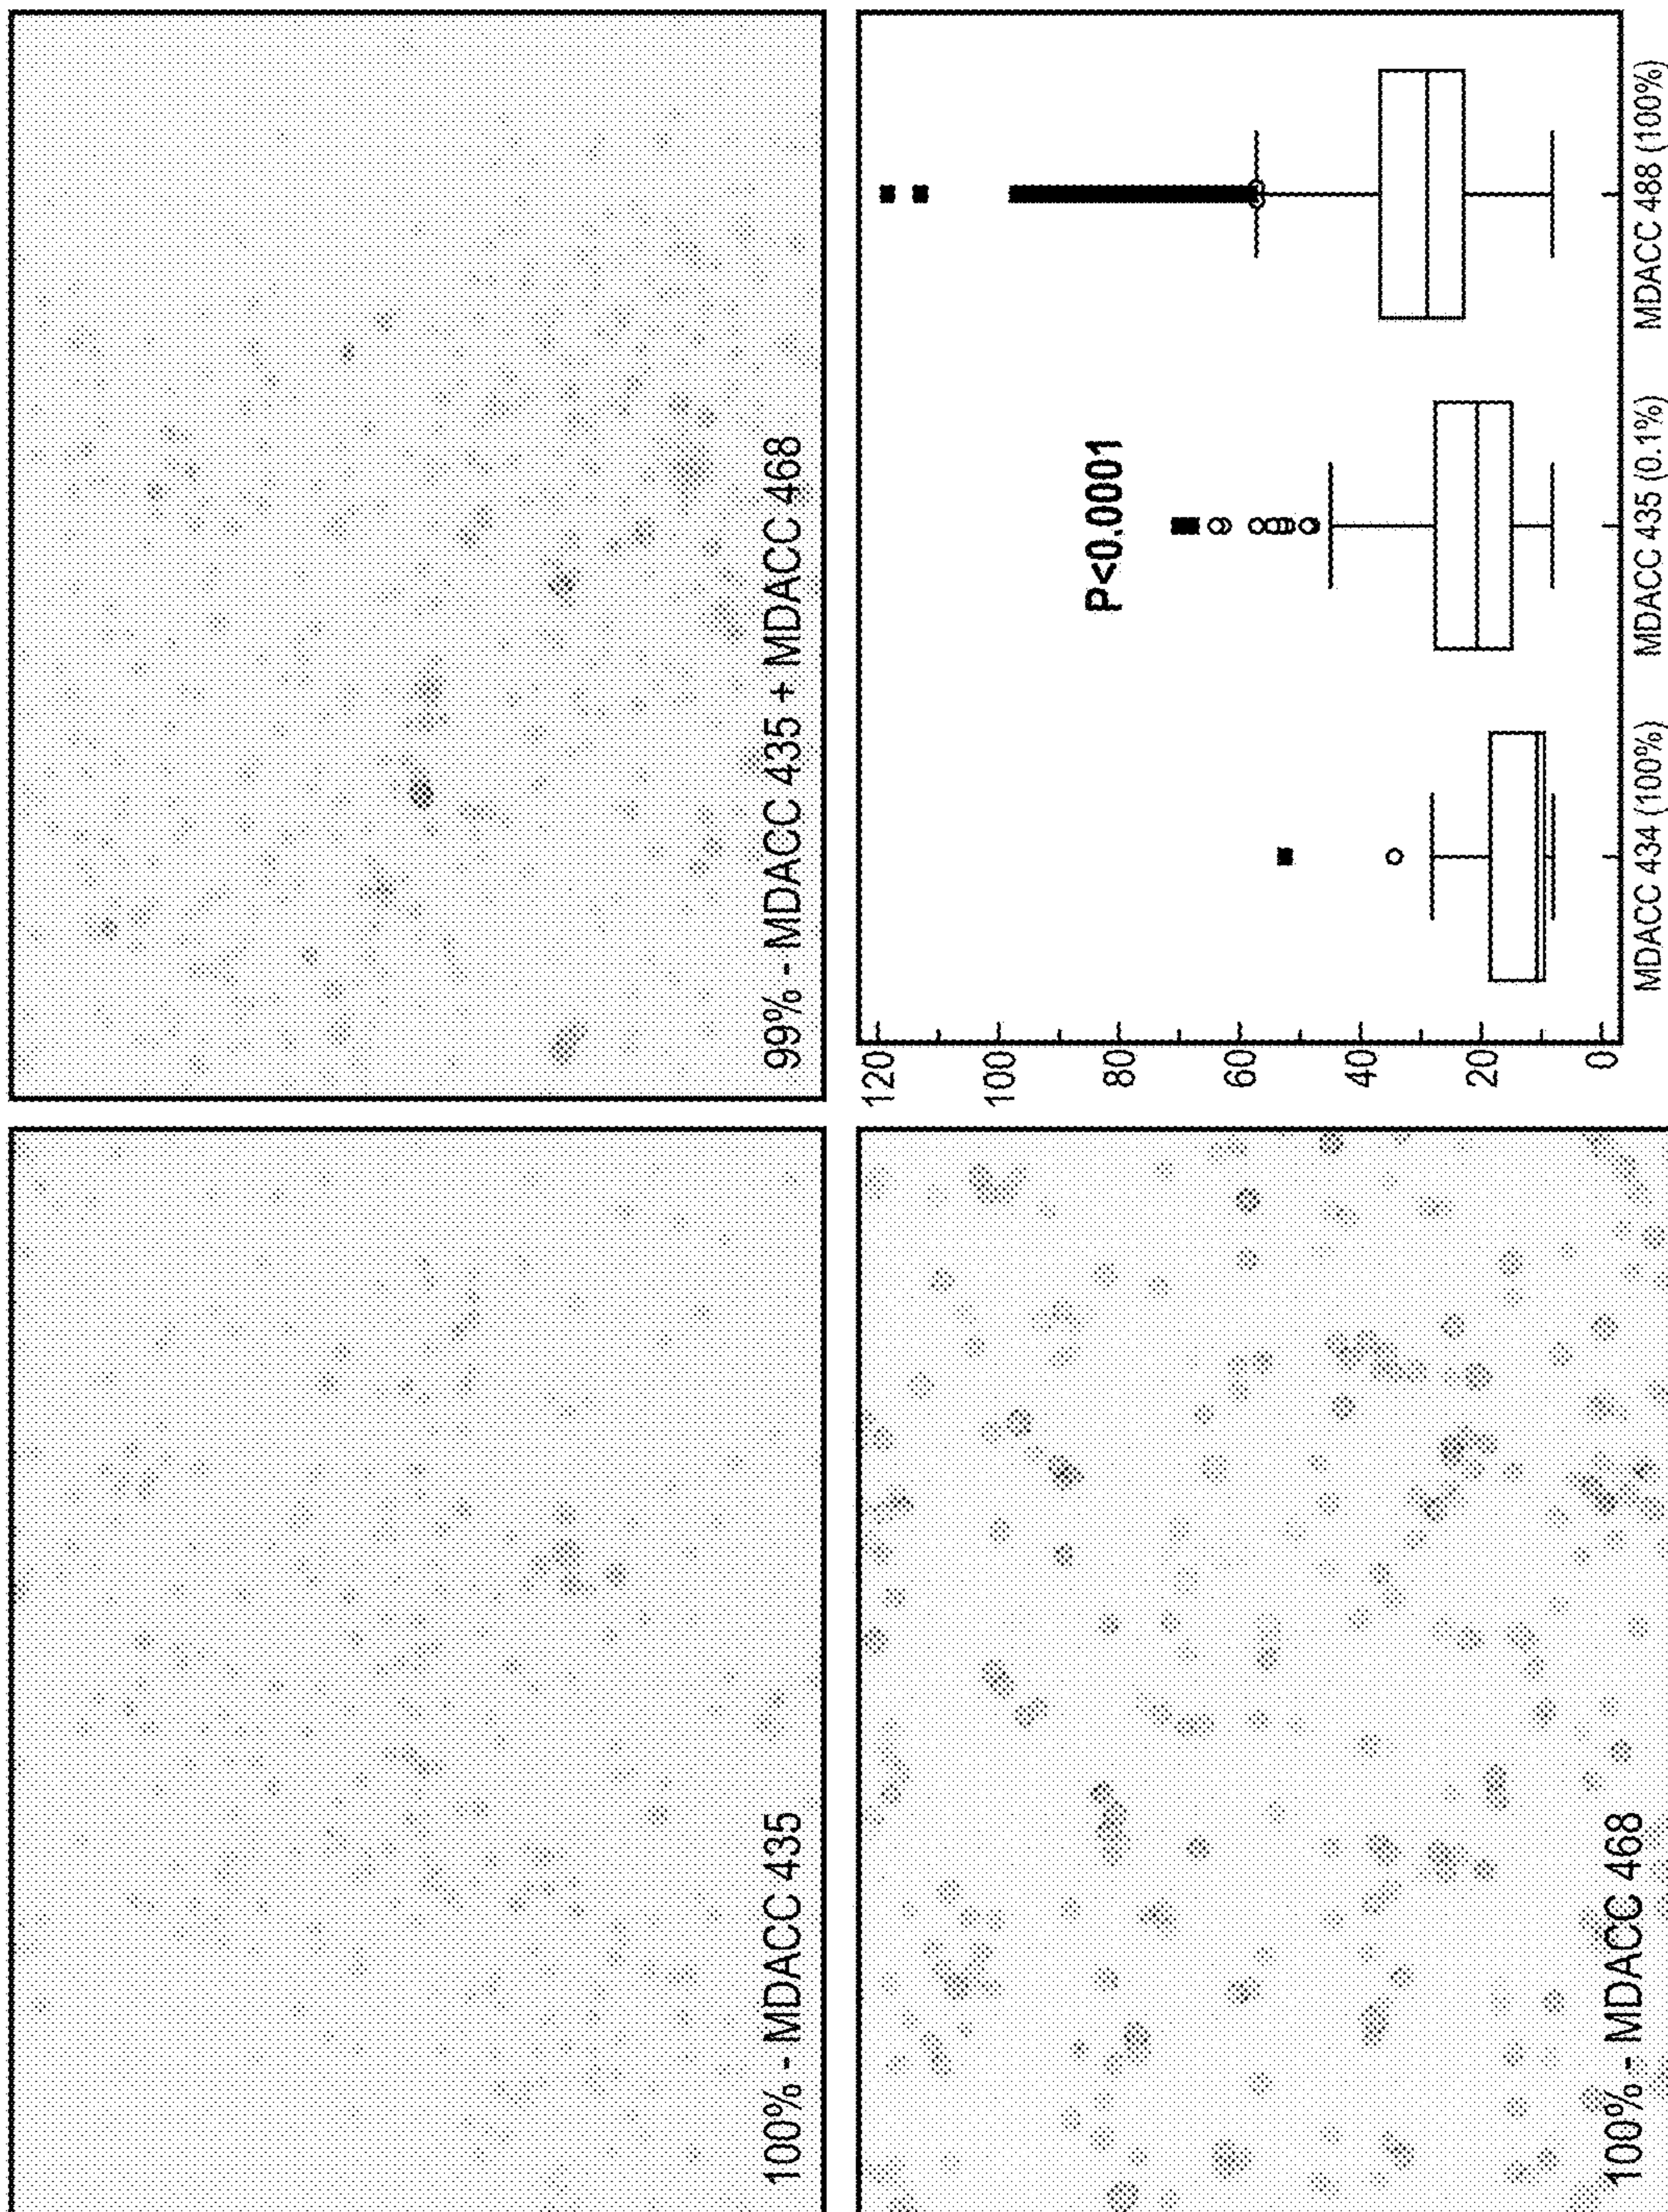 100% - MDACC 435
99% - MDACC 435 + MDACC 468
100% - MDACC 468
120
100
80
60
40
20
0
P<0.0001
MDACC 434 (100%)
MDACC 435 (0.1%)
MDACC 488 (100%)